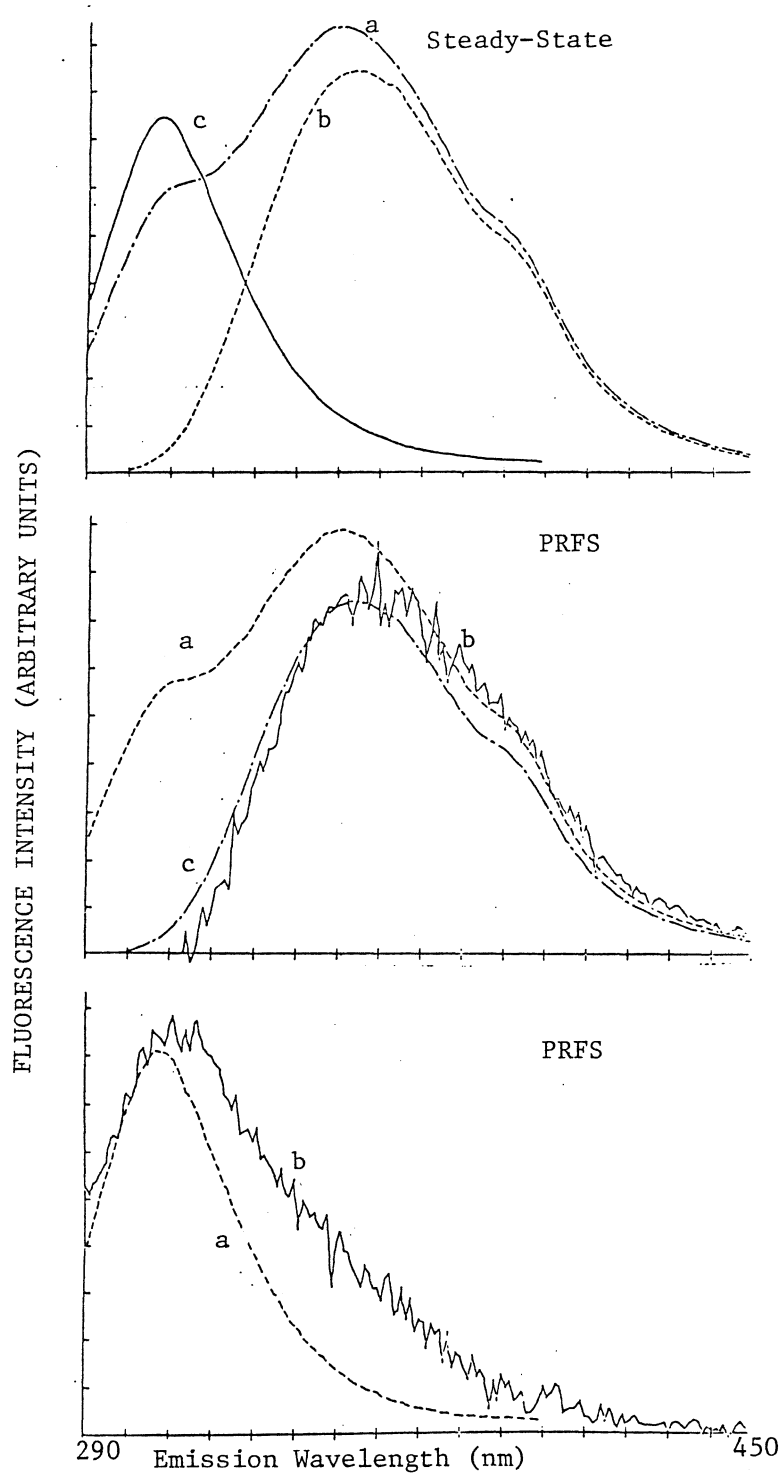 Steady-State
a
c
b
PRFS
a
b
c
PRFS
b
a
290 Emission Wavelength (nm) 450
FLUORESCENCE INTENSITY (ARBITRARY UNITS)